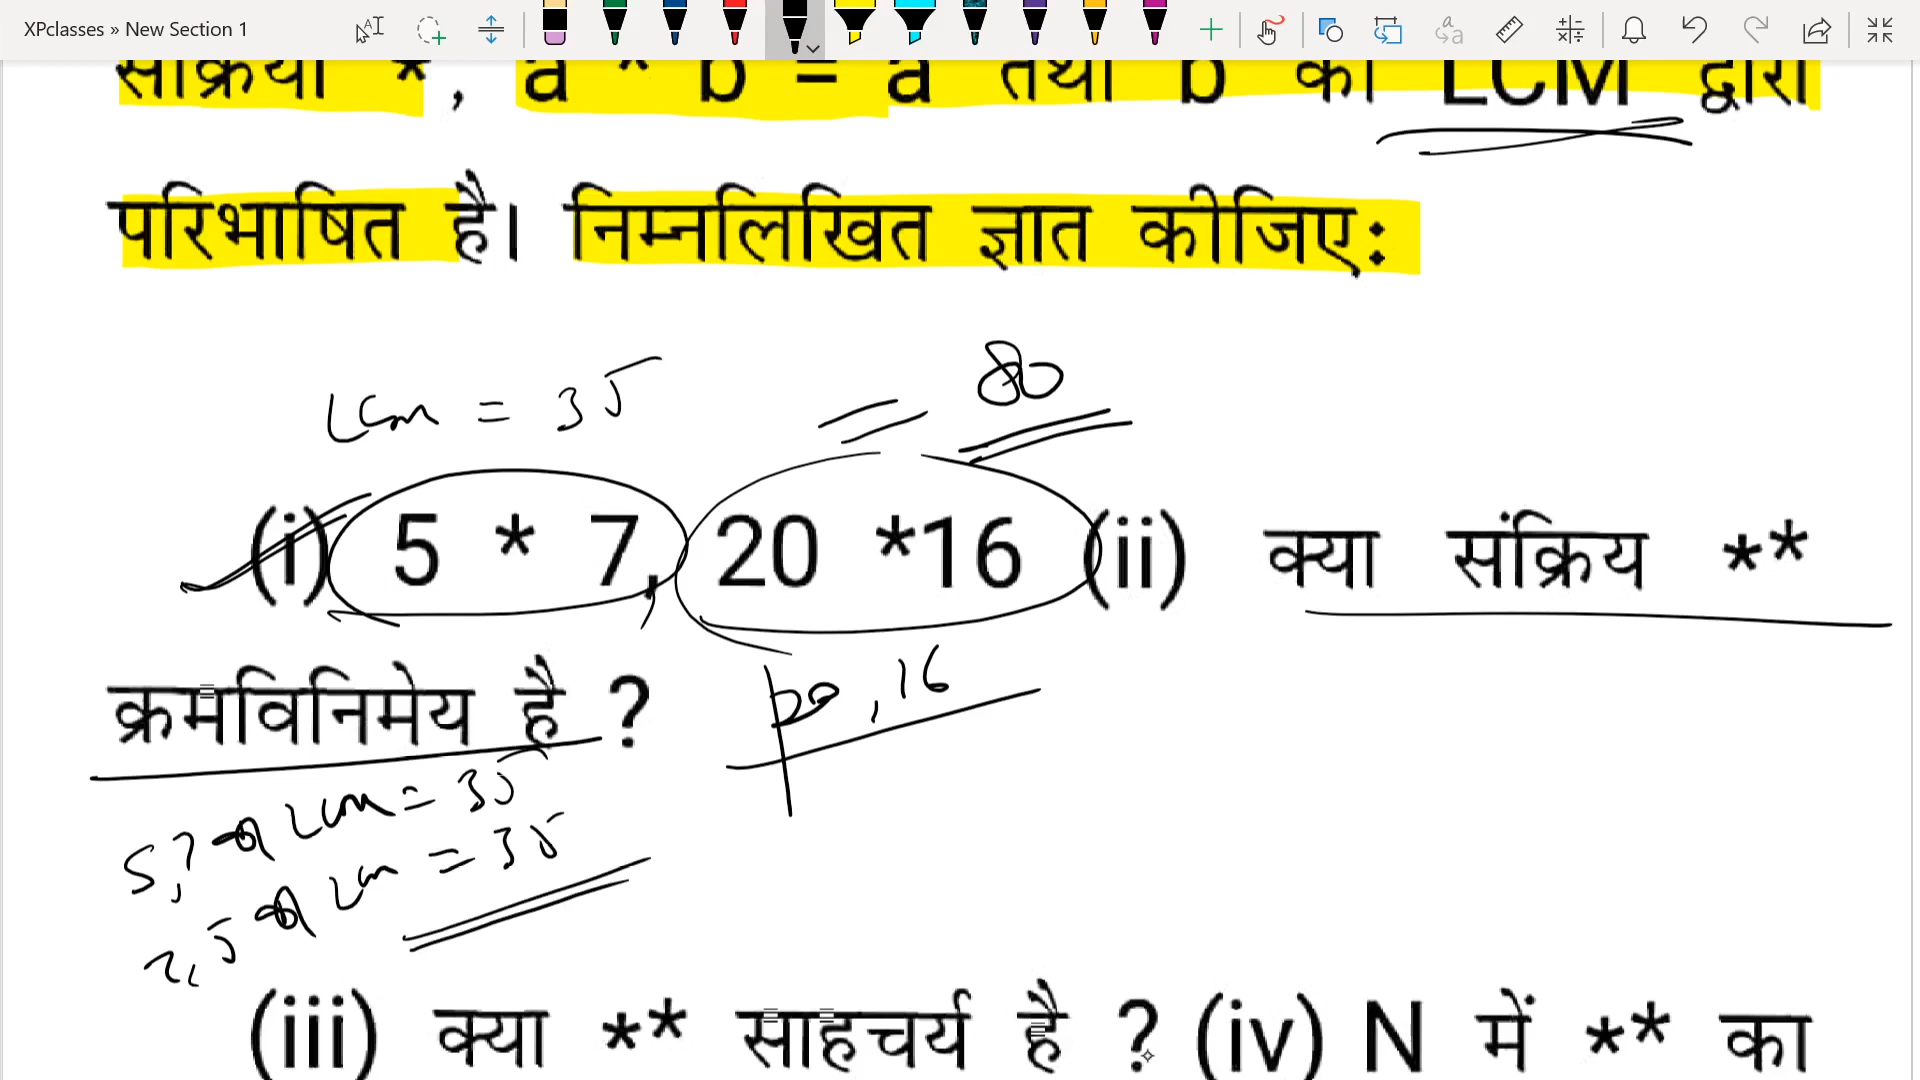 XPclasses » New Section 1
संक्रिया *, a * b = a तथा b का LCM द्वारा
परिभाषित है। निम्नलिखित ज्ञात कीजिए:
Lcm = 35 = 80
(i) 5 * 7, 20 *16 (ii) क्या संक्रिय **
20, 16
क्रमविनिमेय है ?
5,7 का Lcm = 35
7,5 का Lcm = 35
(iii) क्या ** साहचर्य है ? (iv) N में ** का